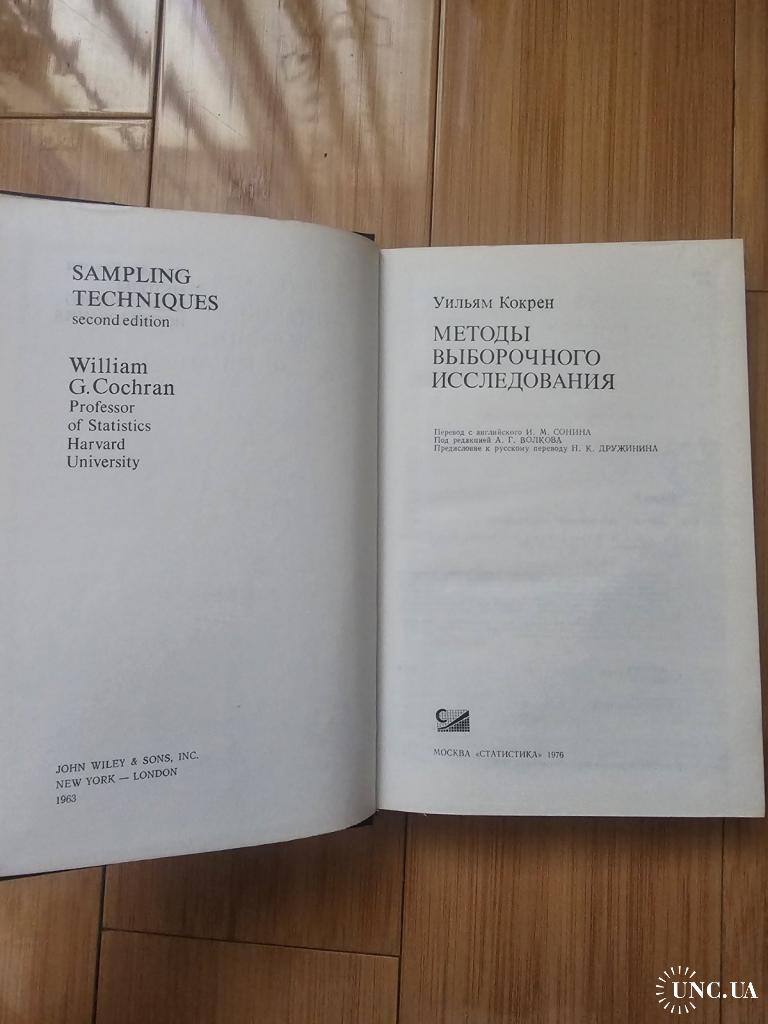 SAMPLING
TECHNIQUES
second edition
William
G. Cochran
Professor
of Statistics
Harvard
University
JOHN WILEY & SONS, INC.
NEW YORK — LONDON
1963
Уильям Кокрен
МЕТОДЫ
ВЫБОРОЧНОГО
ИССЛЕДОВАНИЯ
Перевод с английского И. М. СОНИНА
Под редакцией А. Г. ВОЛКОВА
Предисловие к русскому переводу Н. К. ДРУЖИНИНА
МОСКВА «СТАТИСТИКА» 1976
UNC.UA